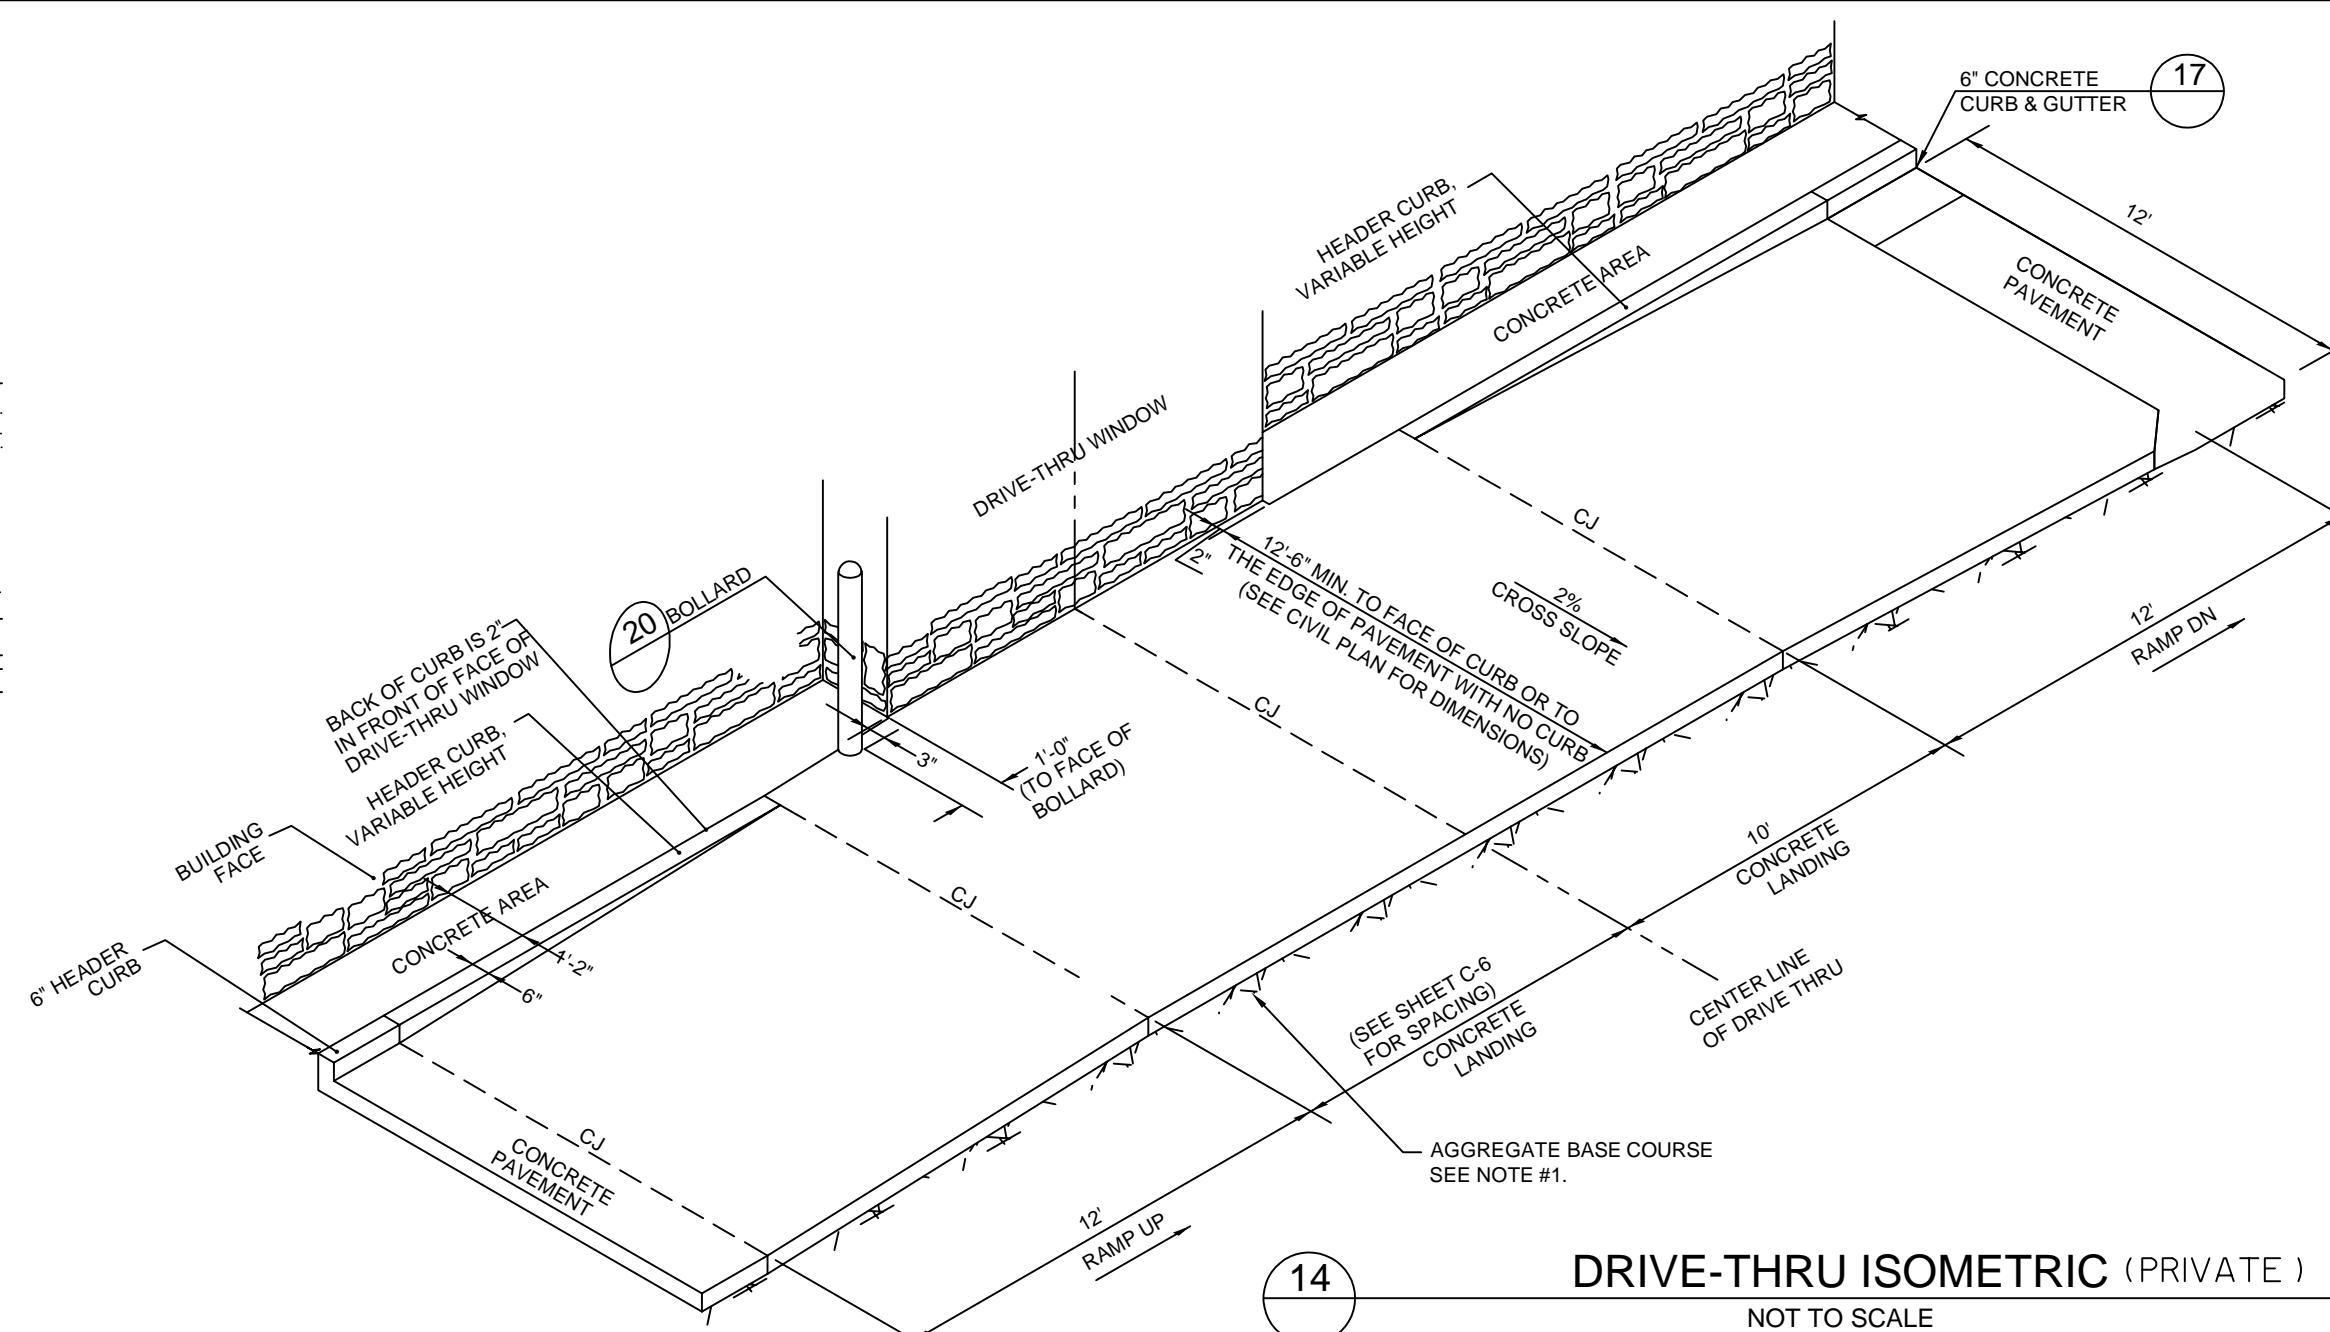 6" CONCRETE
CURB & GUTTER
17
12'
HEADER CURB,
VARIABLE HEIGHT
CONCRETE AREA
CONCRETE
PAVEMENT
DRIVE-THRU WINDOW
2"
12'-6" MIN. TO FACE OF CURB OR TO
THE EDGE OF PAVEMENT WITH NO CURB
(SEE CIVIL PLAN FOR DIMENSIONS)
CJ
2%
CROSS SLOPE
12'
RAMP DN
20
BOLLARD
BACK OF CURB IS 2"
IN FRONT OF FACE OF
DRIVE-THRU WINDOW
HEADER CURB,
VARIABLE HEIGHT
3"
1'-0"
(TO FACE OF
BOLLARD)
CJ
BUILDING
FACE
CONCRETE AREA
1'-2"
6"
6" HEADER
CURB
CJ
10'
CONCRETE
LANDING
CENTER LINE
OF DRIVE THRU
(SEE SHEET C-6
FOR SPACING)
CONCRETE
LANDING
CJ
CONCRETE
PAVEMENT
AGGREGATE BASE COURSE
SEE NOTE #1.
12'
RAMP UP
14
DRIVE-THRU ISOMETRIC (PRIVATE)
NOT TO SCALE